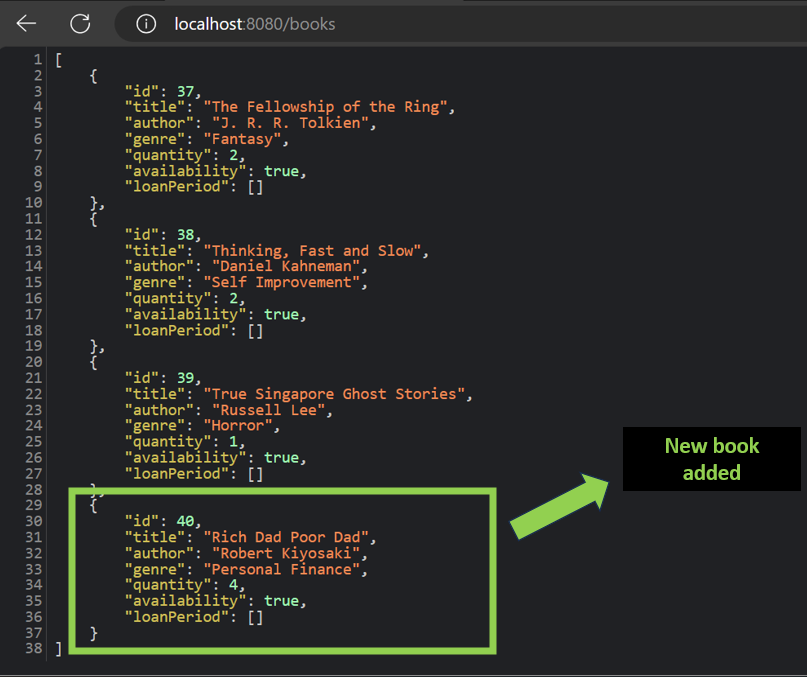 localhost:8080/books
1 [
2 {
3 "id": 37,
4 "title": "The Fellowship of the Ring",
5 "author": "J. R. R. Tolkien",
6 "genre": "Fantasy",
7 "quantity": 2,
8 "availability": true,
9 "loanPeriod": []
10 },
11 {
12 "id": 38,
13 "title": "Thinking, Fast and Slow",
14 "author": "Daniel Kahneman",
15 "genre": "Self Improvement",
16 "quantity": 2,
17 "availability": true,
18 "loanPeriod": []
19 },
20 {
21 "id": 39,
22 "title": "True Singapore Ghost Stories",
23 "author": "Russell Lee",
24 "genre": "Horror",
25 "quantity": 1,
26 "availability": true,
27 "loanPeriod": []
28 },
29 {
30 "id": 40,
31 "title": "Rich Dad Poor Dad",
32 "author": "Robert Kiyosaki",
33 "genre": "Personal Finance",
34 "quantity": 4,
35 "availability": true,
36 "loanPeriod": []
37 }
38 ]
New book
added